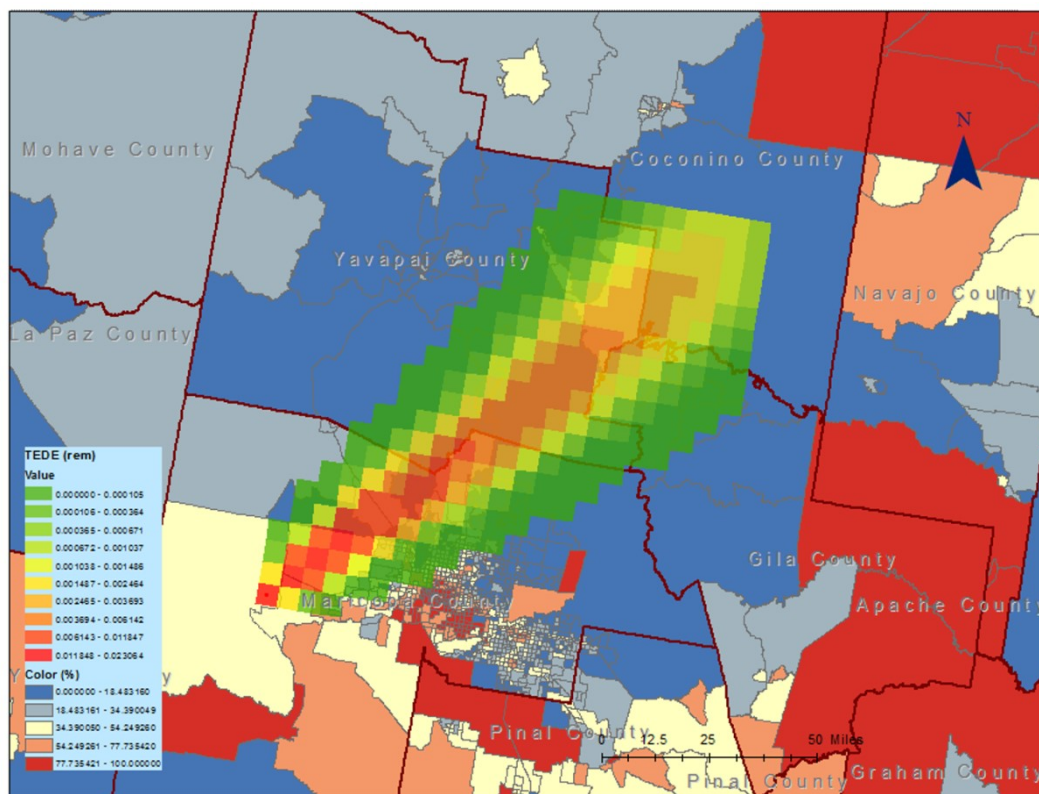 N
Mohave County
Coconino County
Yavapai County
Navajo County
La Paz County
TEDE (rem)
Value
0.000000 - 0.000105
0.000106 - 0.000364
0.000365 - 0.000671
0.000672 - 0.001037
0.001038 - 0.001486
0.001487 - 0.002464
0.002465 - 0.003693
0.003694 - 0.006142
0.006143 - 0.011847
0.011848 - 0.023064
Gila County
Maricopa County
Apache County
Color (%)
0.000000 - 18.483160
18.483161 - 34.390049
34.390050 - 54.249260
54.249261 - 77.735420
77.735421 - 100.000000
Pinal County
0 12.5 25 50 Miles
Pinal County
Graham County